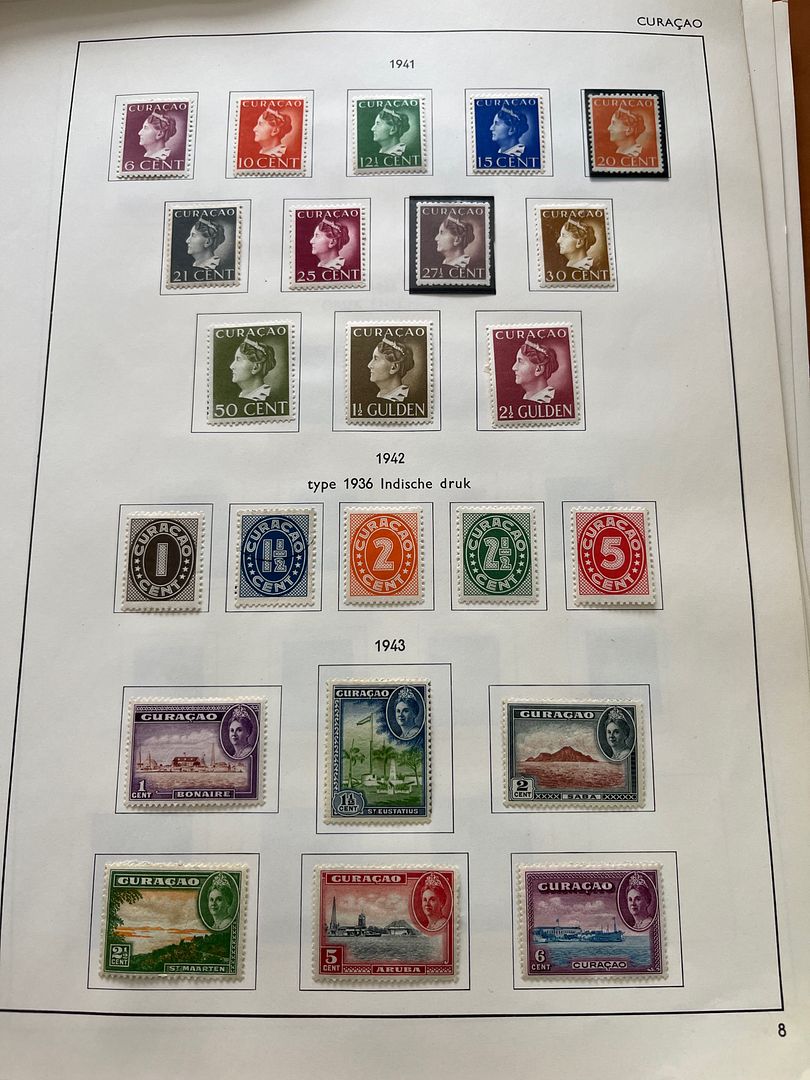 CURAÇAO
1941
CURAÇAO
6 CENT
CURAÇAO
10 CENT
CURAÇAO
12½ CENT
CURAÇAO
15 CENT
CURAÇAO
20 CENT
CURAÇAO
21 CENT
CURAÇAO
25 CENT
CURAÇAO
27½ CENT
CURAÇAO
30 CENT
CURAÇAO
50 CENT
CURAÇAO
1½ GULDEN
CURAÇAO
2½ GULDEN
1942
type 1936 Indische druk
CURAÇAO
1
CENT
CURAÇAO
1½
CENT
CURAÇAO
2
CENT
CURAÇAO
2½
CENT
CURAÇAO
5
CENT
1943
CURAÇAO
1
CENT
BONAIRE
CURAÇAO
1½
CENT
ST EUSTATIUS
CURAÇAO
2
CENT
SABA
CURAÇAO
2½
CENT
ST MAARTEN
CURAÇAO
5
CENT
ARUBA
CURAÇAO
6
CENT
CURAÇAO
8